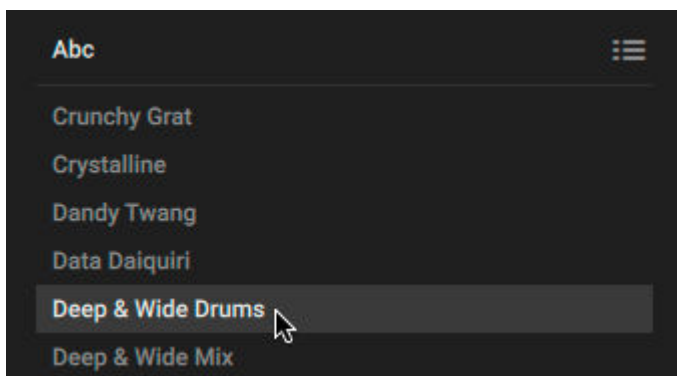 Abc
Crunchy Grat
Crystalline
Dandy Twang
Data Daiquiri
Deep & Wide Drums
Deep & Wide Mix